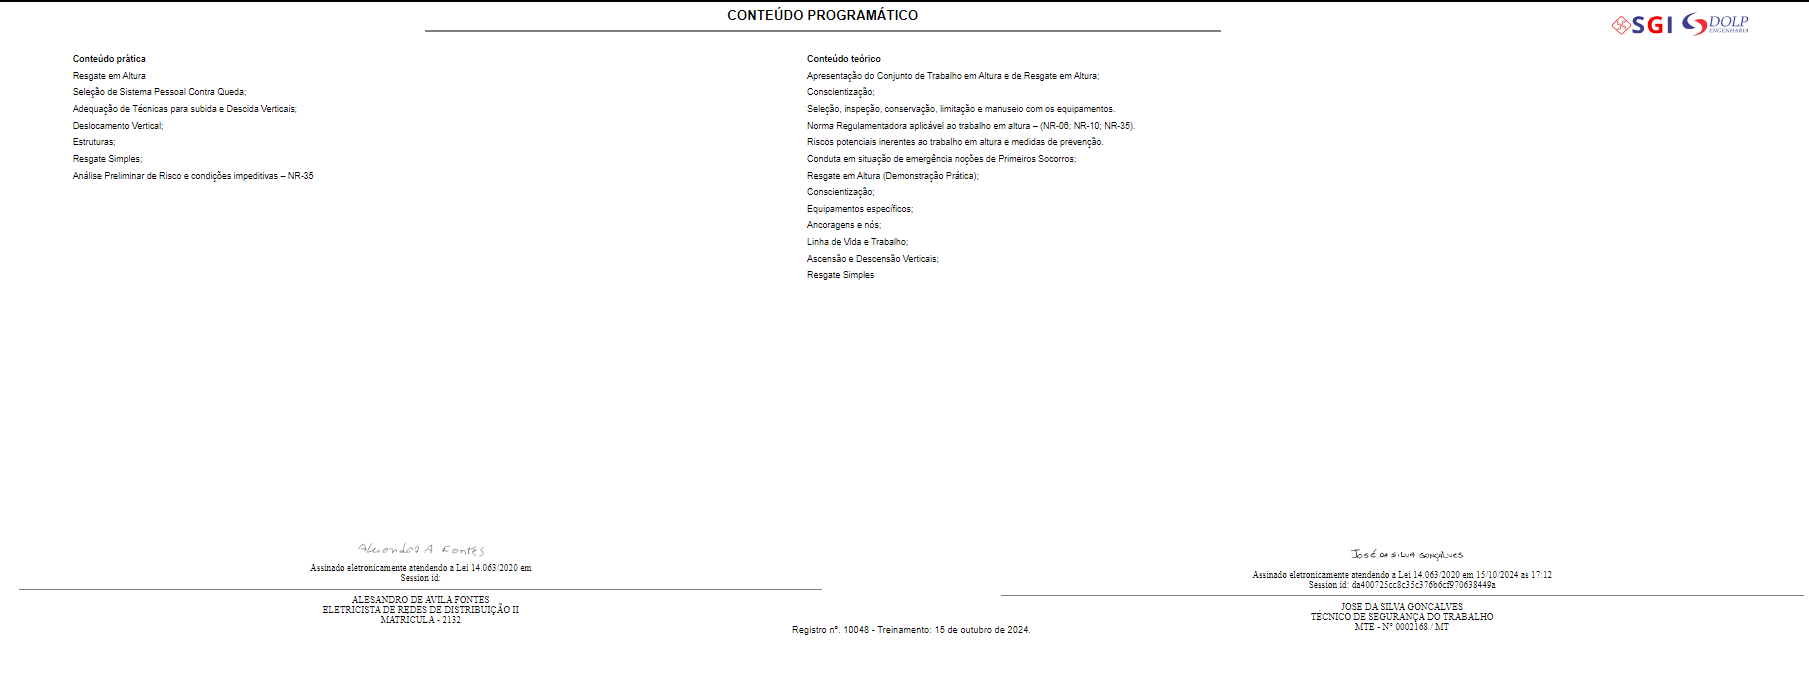 CONTEÚDO PROGRAMÁTICO
SGI DOLP
ENGENHARIA
Conteúdo prática
Resgate em Altura
Seleção de Sistema Pessoal Contra Queda;
Adequação de Técnicas para subida e Descida Verticais;
Deslocamento Vertical;
Estruturas;
Resgate Simples;
Análise Preliminar de Risco e condições impeditivas – NR-35
Conteúdo teórico
Apresentação do Conjunto de Trabalho em Altura e de Resgate em Altura;
Conscientização;
Seleção, inspeção, conservação, limitação e manuseio com os equipamentos.
Norma Regulamentadora aplicável ao trabalho em altura – (NR-06; NR-10; NR-35).
Riscos potenciais inerentes ao trabalho em altura e medidas de prevenção.
Conduta em situação de emergência noções de Primeiros Socorros;
Resgate em Altura (Demonstração Prática);
Conscientização;
Equipamentos específicos;
Ancoragens e nós;
Linha de Vida e Trabalho;
Ascensão e Descensão Verticais;
Resgate Simples
A Fontes
Assinado eletronicamente atendendo a Lei 14.063/2020 em
Session id:
ALESANDRO DE AVILA FONTES
ELETRICISTA DE REDES DE DISTRIBUIÇÃO II
MATRICULA - 2132
José da Silva Gonçalves
Assinado eletronicamente atendendo a Lei 14.063/2020 em 15/10/2024 as 17:12
Session id: da400725cc8c35c376b6cf970638449a
JOSE DA SILVA GONCALVES
TÉCNICO DE SEGURANÇA DO TRABALHO
MTE - N° 0002168 / MT
Registro nº. 10048 - Treinamento: 15 de outubro de 2024.